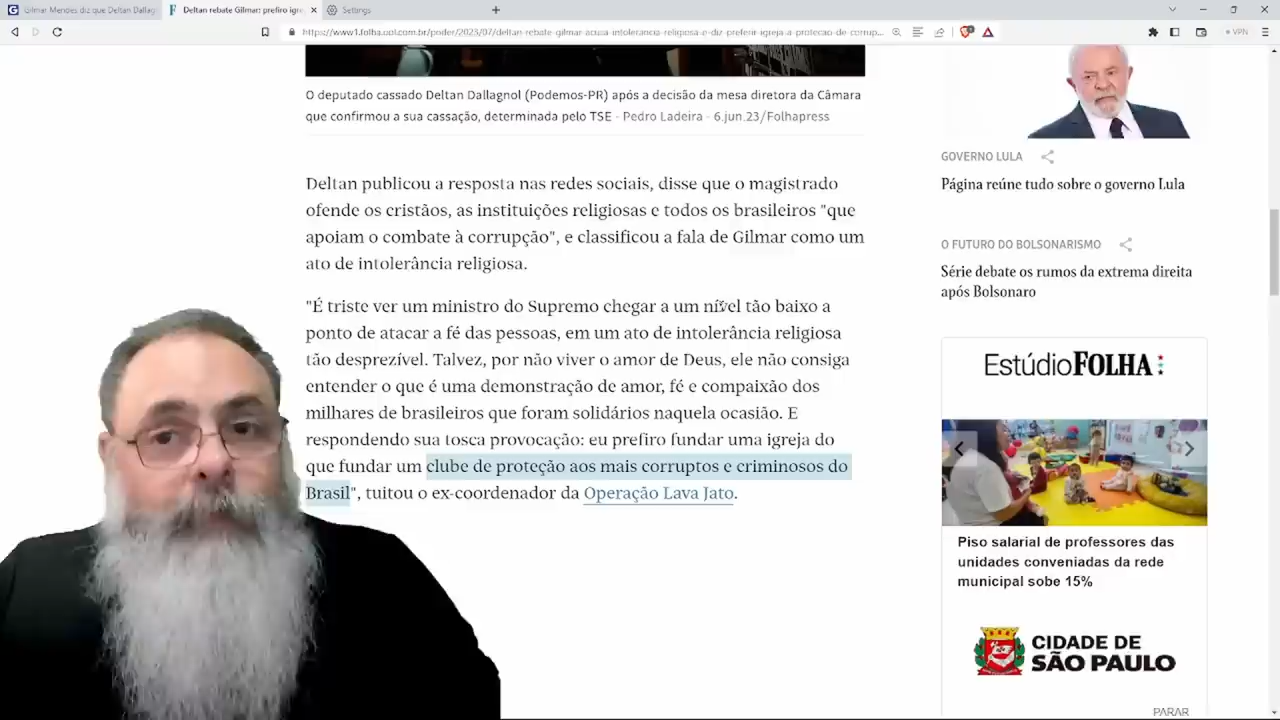 Gilmar Mendes diz que Deltan Dallag
Deltan rebate Gilmar: prefiro igre
Settings
https://www1.folha.uol.com.br/poder/2023/07/deltan-rebate-gilmar-acusa-intolerancia-religiosa-e-diz-preferir-igreja-a-protecao-de-corrup...
VPN
O deputado cassado Deltan Dallagnol (Podemos-PR) após a decisão da mesa diretora da Câmara
que confirmou a sua cassação, determinada pelo TSE - Pedro Ladeira - 6.jun.23/Folhapress
Deltan publicou a resposta nas redes sociais, disse que o magistrado
ofende os cristãos, as instituições religiosas e todos os brasileiros "que
apoiam o combate à corrupção", e classificou a fala de Gilmar como um
ato de intolerância religiosa.
"É triste ver um ministro do Supremo chegar a um nível tão baixo a
ponto de atacar a fé das pessoas, em um ato de intolerância religiosa
tão desprezível. Talvez, por não viver o amor de Deus, ele não consiga
entender o que é uma demonstração de amor, fé e compaixão dos
milhares de brasileiros que foram solidários naquela ocasião. E
respondendo sua tosca provocação: eu prefiro fundar uma igreja do
que fundar um clube de proteção aos mais corruptos e criminosos do
Brasil", tuitou o ex-coordenador da Operação Lava Jato.
GOVERNO LULA
Página reúne tudo sobre o governo Lula
O FUTURO DO BOLSONARISMO
Série debate os rumos da extrema direita
após Bolsonaro
Estúdio FOLHA
Piso salarial de professores das
unidades conveniadas da rede
municipal sobe 15%
CIDADE DE
SÃO PAULO
PARAR